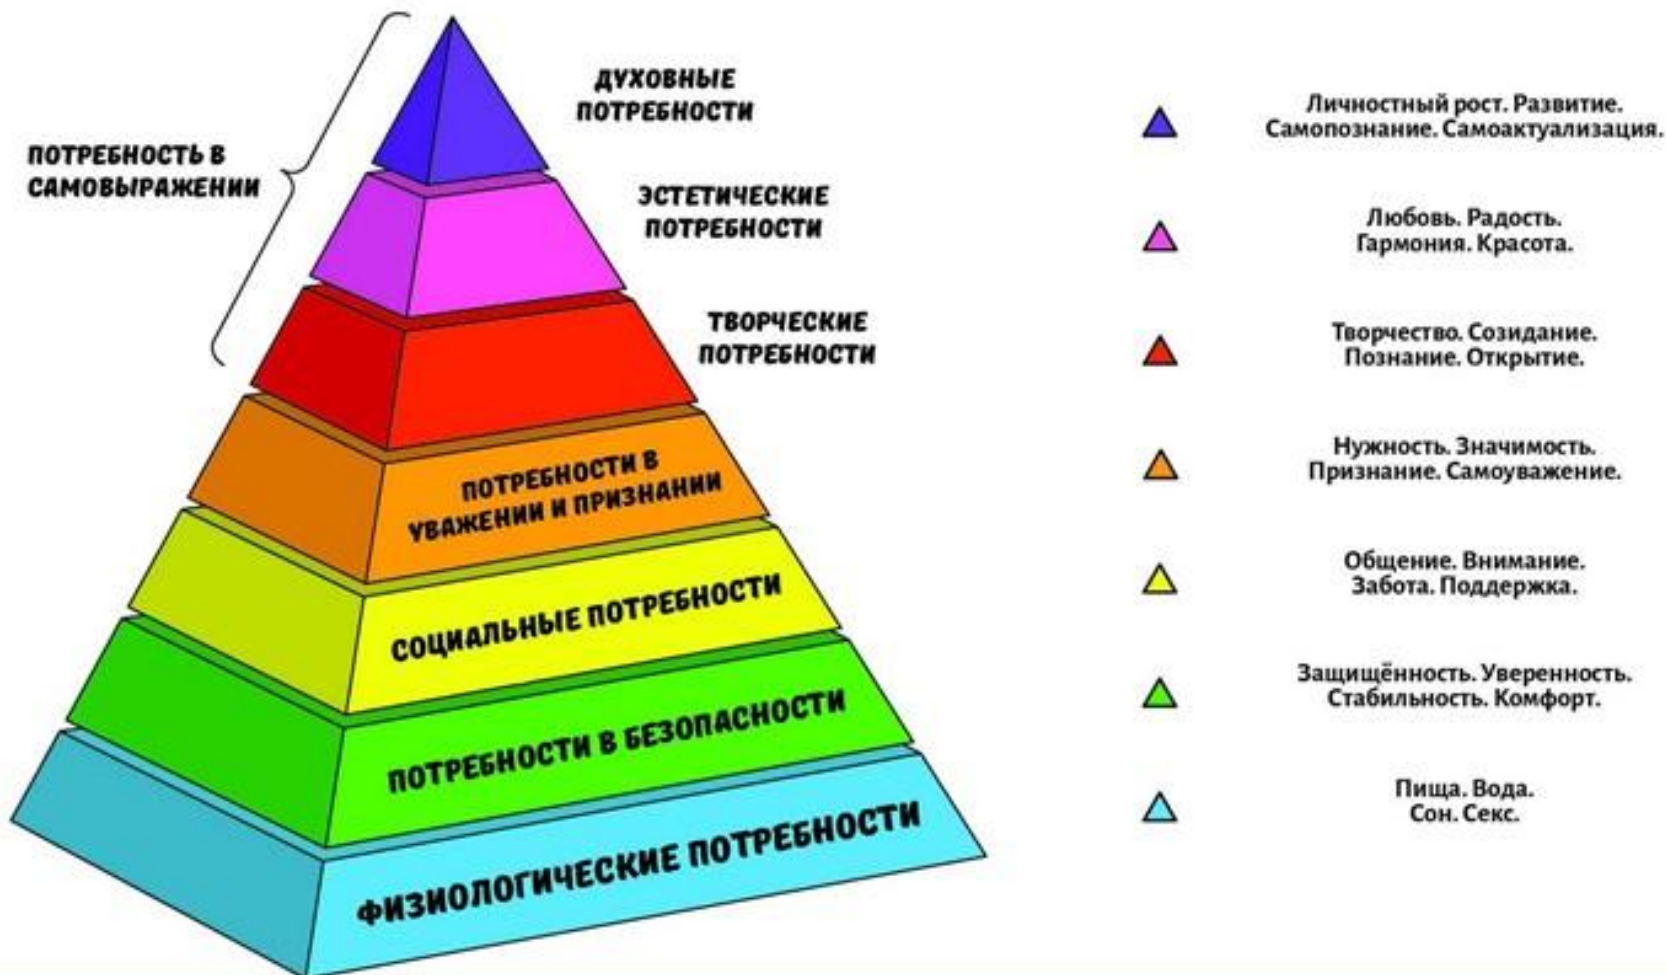 ПОТРЕБНОСТЬ В
САМОВЫРАЖЕНИИ
ДУХОВНЫЕ
ПОТРЕБНОСТИ
ЭСТЕТИЧЕСКИЕ
ПОТРЕБНОСТИ
ТВОРЧЕСКИЕ
ПОТРЕБНОСТИ
ПОТРЕБНОСТИ В
УВАЖЕНИИ И ПРИЗНАНИИ
СОЦИАЛЬНЫЕ ПОТРЕБНОСТИ
ПОТРЕБНОСТИ В БЕЗОПАСНОСТИ
ФИЗИОЛОГИЧЕСКИЕ ПОТРЕБНОСТИ
Личностный рост. Развитие.
Самопознание. Самоактуализация.
Любовь. Радость.
Гармония. Красота.
Творчество. Созидание.
Познание. Открытие.
Нужность. Значимость.
Признание. Самоуважение.
Общение. Внимание.
Забота. Поддержка.
Защищённость. Уверенность.
Стабильность. Комфорт.
Пища. Вода.
Сон. Секс.